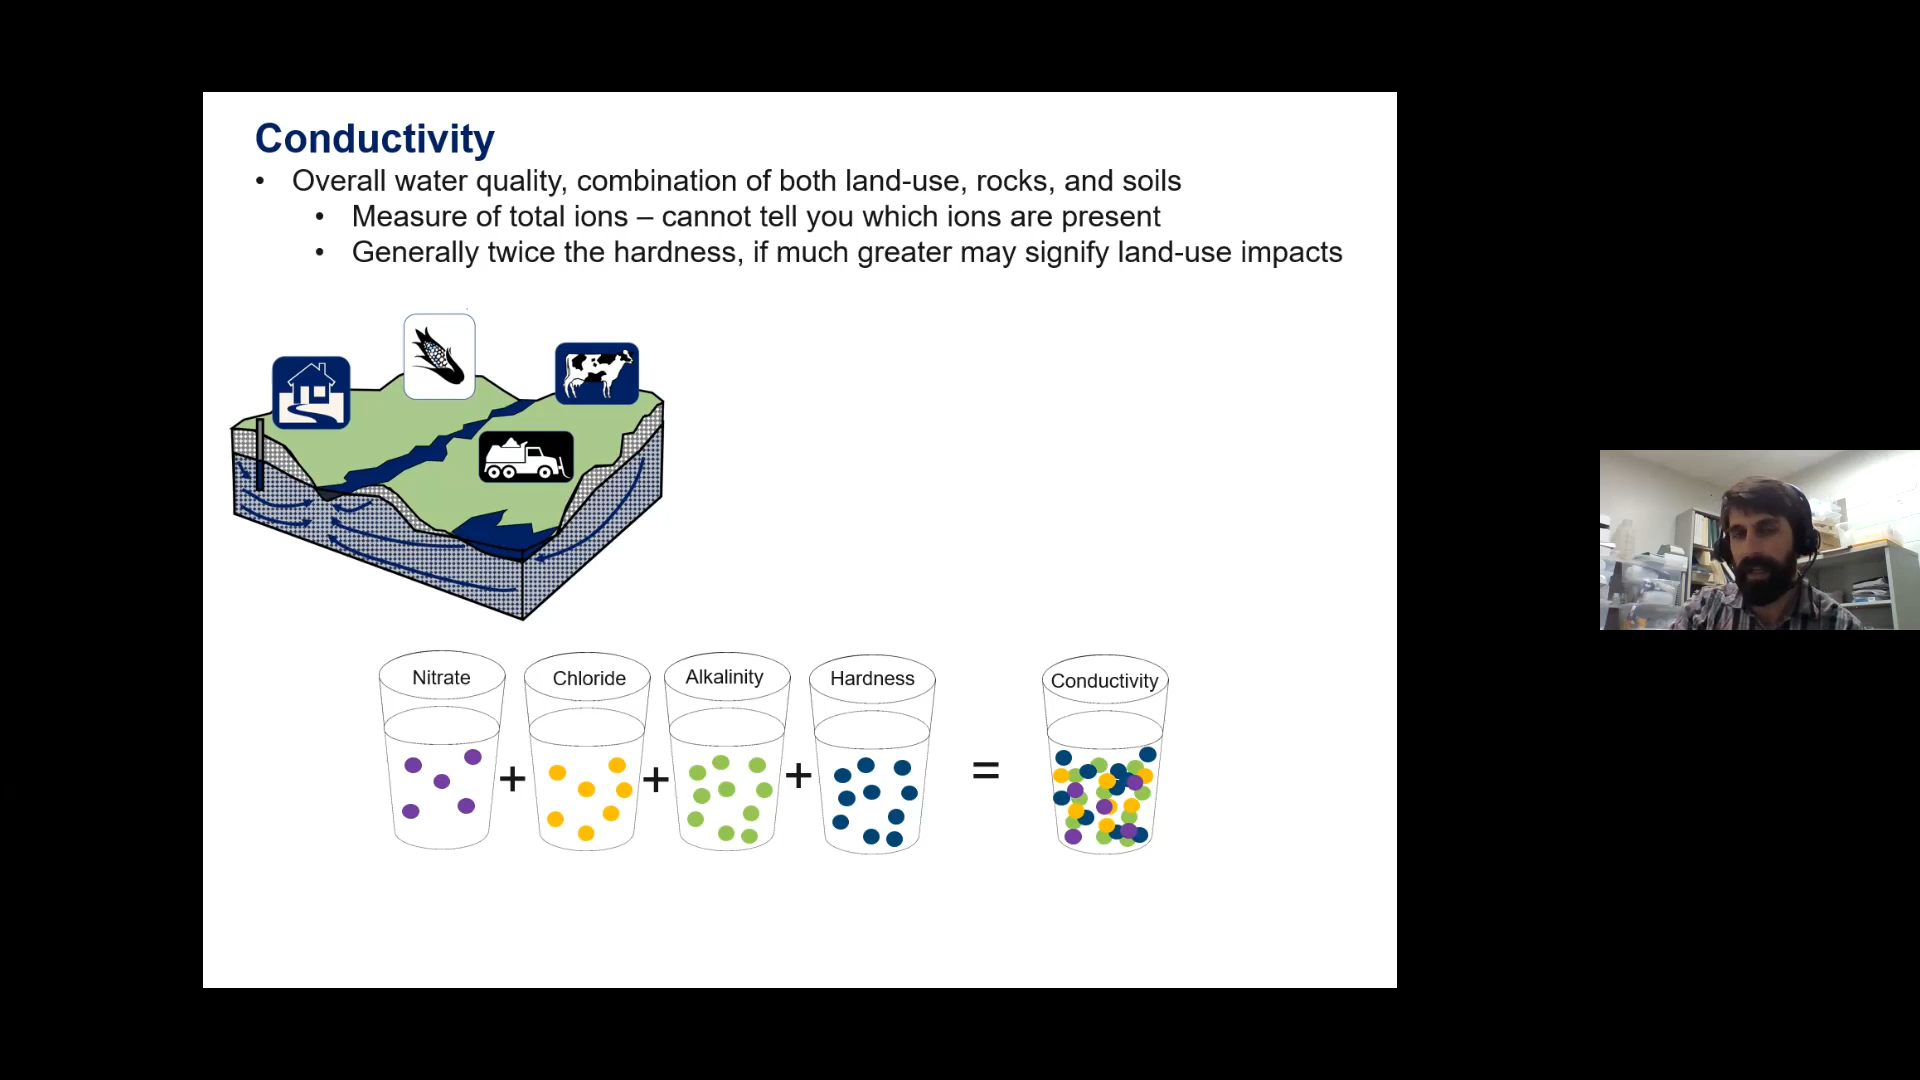 Conductivity
• Overall water quality, combination of both land-use, rocks, and soils
• Measure of total ions – cannot tell you which ions are present
• Generally twice the hardness, if much greater may signify land-use impacts
Nitrate + Chloride + Alkalinity + Hardness = Conductivity